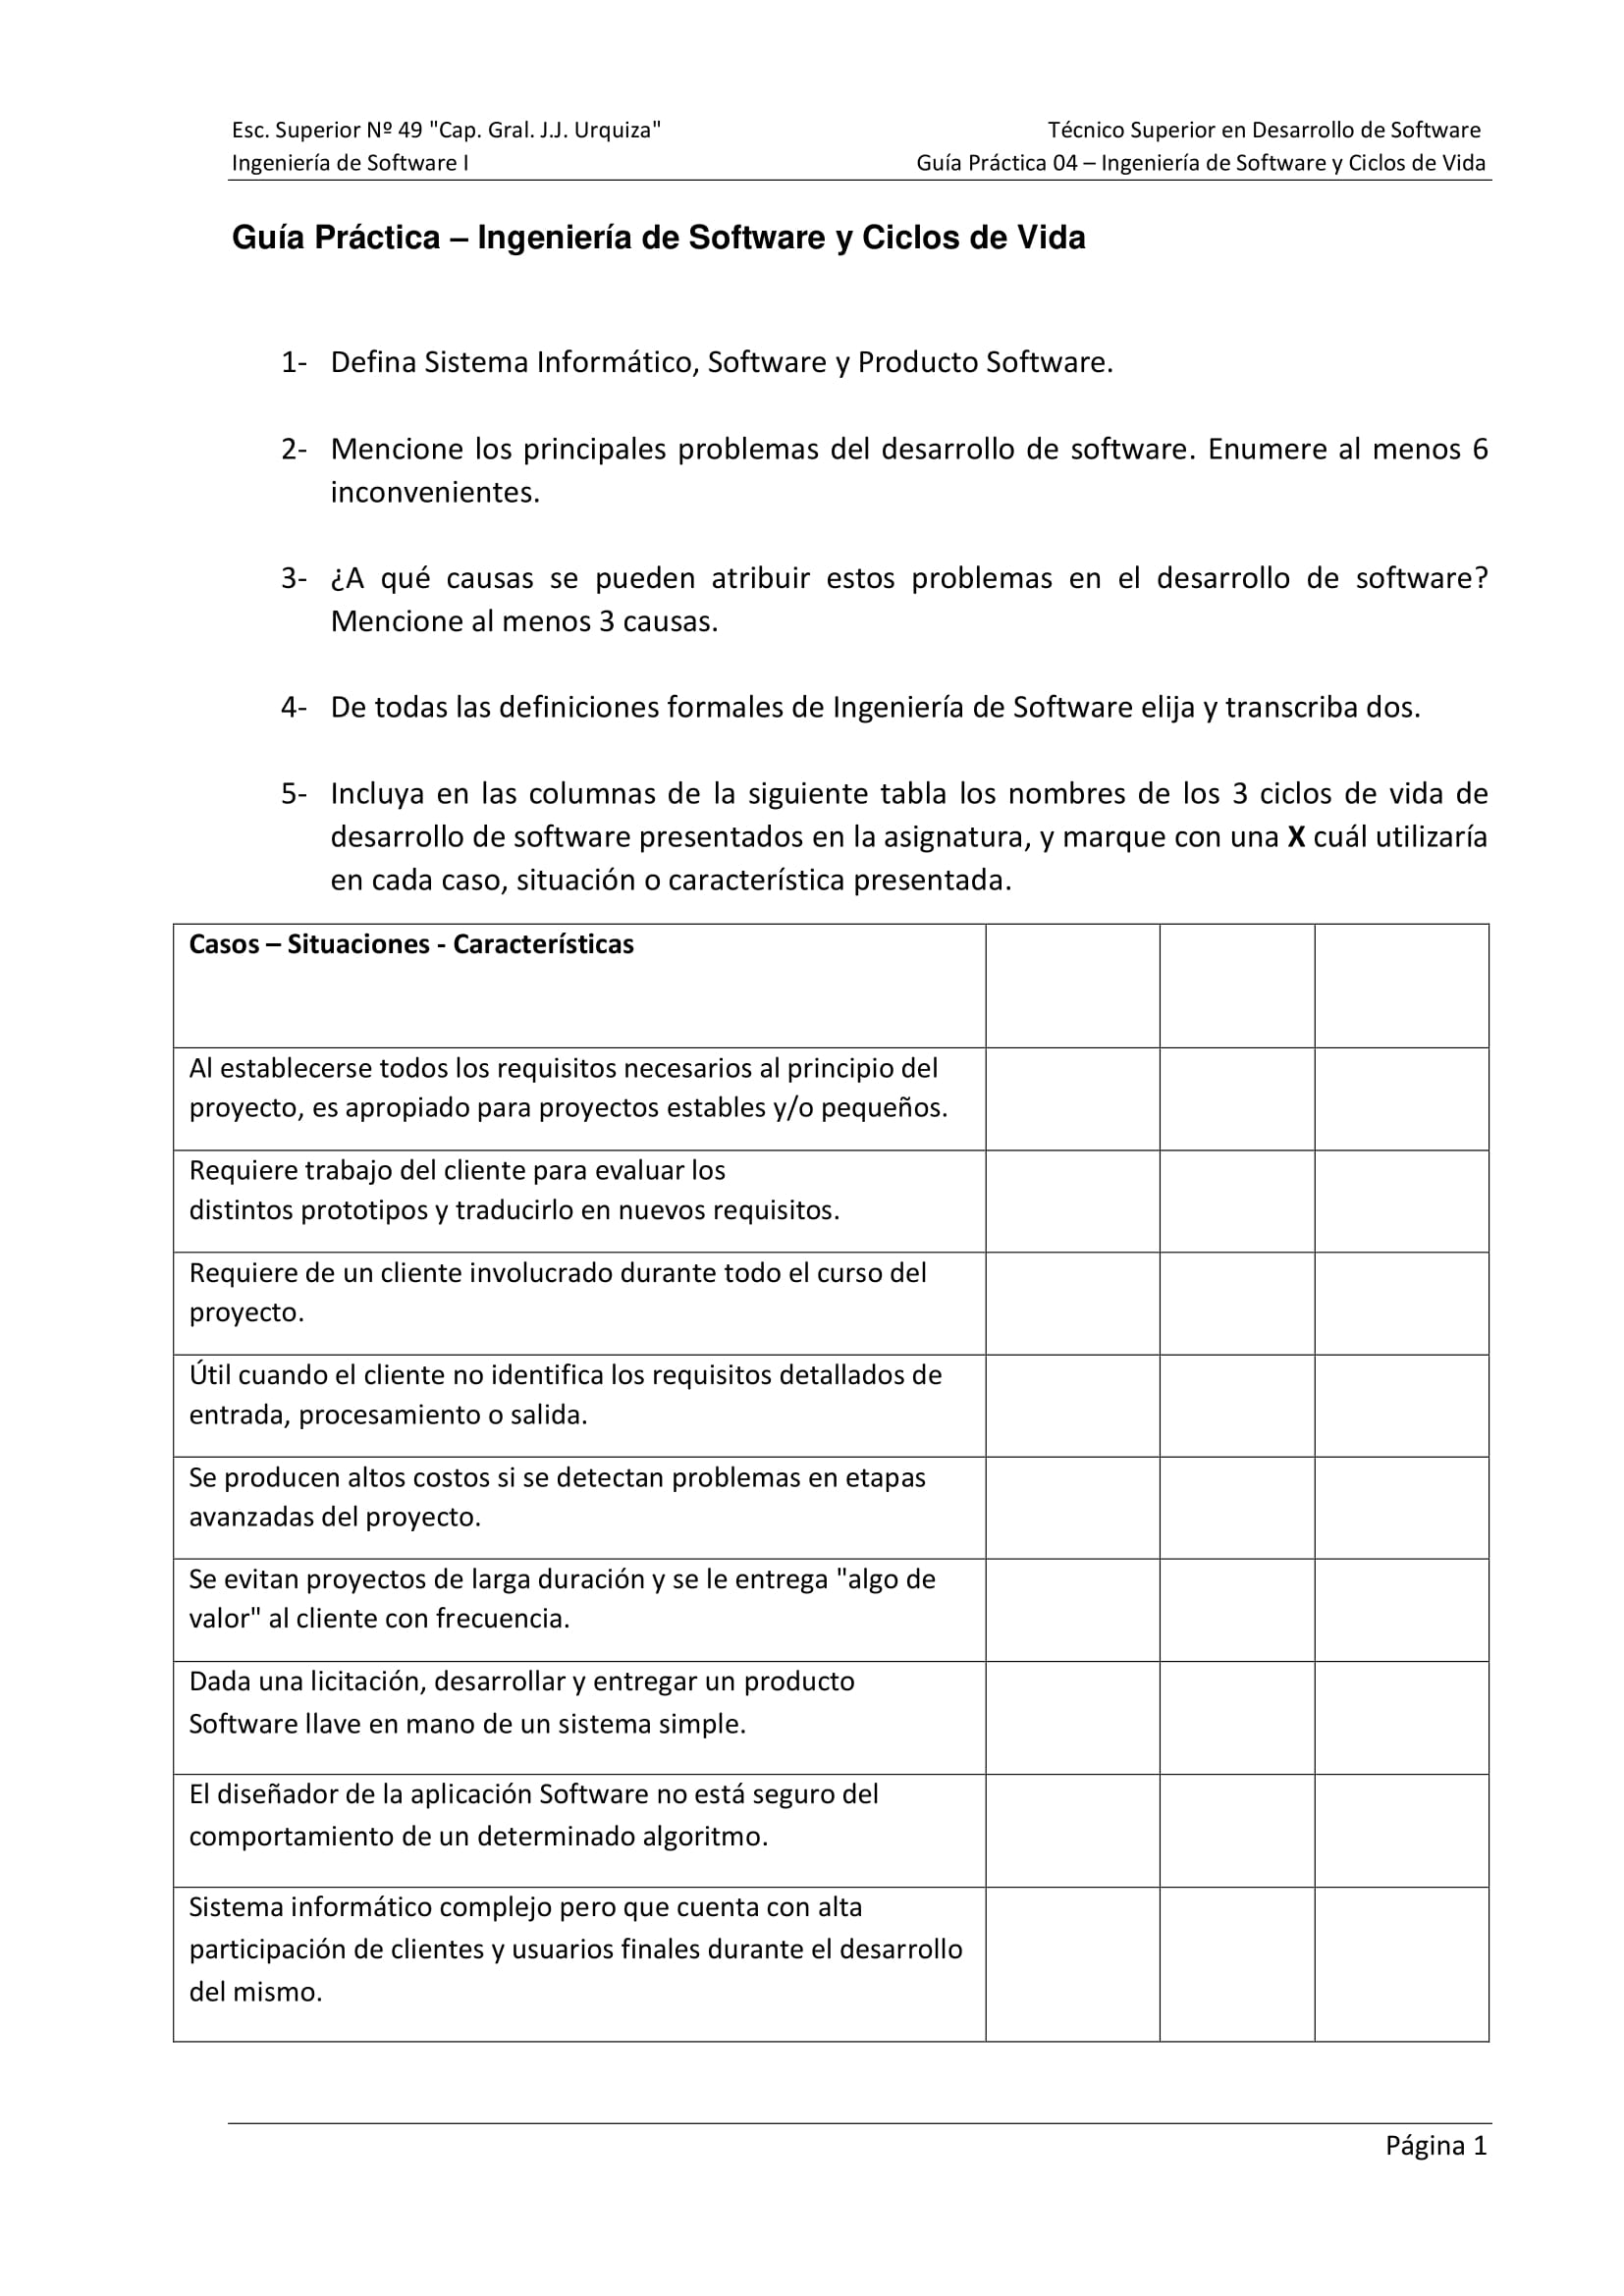 Esc. Superior Nº 49 "Cap. Gral. J.J. Urquiza" Técnico Superior en Desarrollo de Software
Ingeniería de Software I Guía Práctica 04 – Ingeniería de Software y Ciclos de Vida
Guía Práctica – Ingeniería de Software y Ciclos de Vida
1- Defina Sistema Informático, Software y Producto Software.
2- Mencione los principales problemas del desarrollo de software. Enumere al menos 6
inconvenientes.
3- ¿A qué causas se pueden atribuir estos problemas en el desarrollo de software?
Mencione al menos 3 causas.
4- De todas las definiciones formales de Ingeniería de Software elija y transcriba dos.
5- Incluya en las columnas de la siguiente tabla los nombres de los 3 ciclos de vida de
desarrollo de software presentados en la asignatura, y marque con una X cuál utilizaría
en cada caso, situación o característica presentada.
Casos – Situaciones - Características
Al establecerse todos los requisitos necesarios al principio del
proyecto, es apropiado para proyectos estables y/o pequeños.
Requiere trabajo del cliente para evaluar los
distintos prototipos y traducirlo en nuevos requisitos.
Requiere de un cliente involucrado durante todo el curso del
proyecto.
Útil cuando el cliente no identifica los requisitos detallados de
entrada, procesamiento o salida.
Se producen altos costos si se detectan problemas en etapas
avanzadas del proyecto.
Se evitan proyectos de larga duración y se le entrega "algo de
valor" al cliente con frecuencia.
Dada una licitación, desarrollar y entregar un producto
Software llave en mano de un sistema simple.
El diseñador de la aplicación Software no está seguro del
comportamiento de un determinado algoritmo.
Sistema informático complejo pero que cuenta con alta
participación de clientes y usuarios finales durante el desarrollo
del mismo.
Página 1